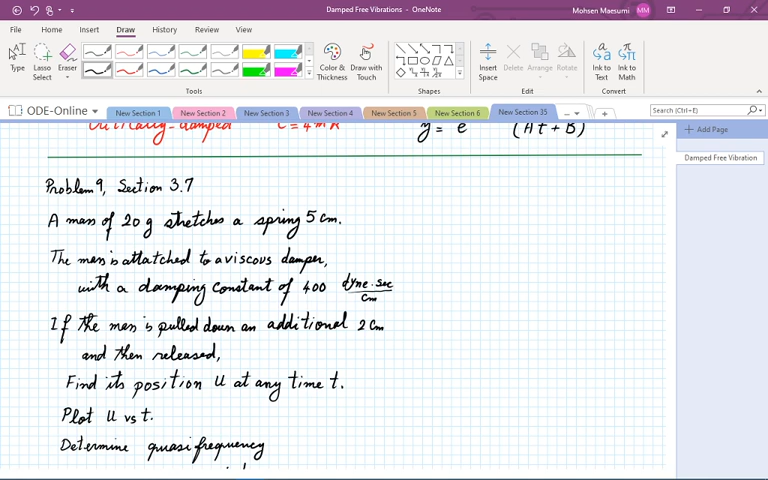 Damped Free Vibrations - OneNote
Mohsen Maesumi MM
File Home Insert Draw History Review View
Type Lasso Select Eraser Color & Thickness Draw with Touch Insert Space Delete Arrange Rotate Ink to Text Ink to Math
Tools Shapes Edit Convert
ODE-Online New Section 1 New Section 2 New Section 3 New Section 4 New Section 5 New Section 6 New Section 35 Search (Ctrl+E)
Add Page
Damped Free Vibration
Critically-damped y = e (At + B)
Problem 9, Section 3.7
A mass of 20 g stretches a spring 5 cm.
The mass is attatched to a viscous damper,
with a damping constant of 400 dyne·sec/cm
If the mass is pulled down an additional 2 cm
and then released,
Find its position u at any time t.
Plot u vs t.
Determine quasi frequency